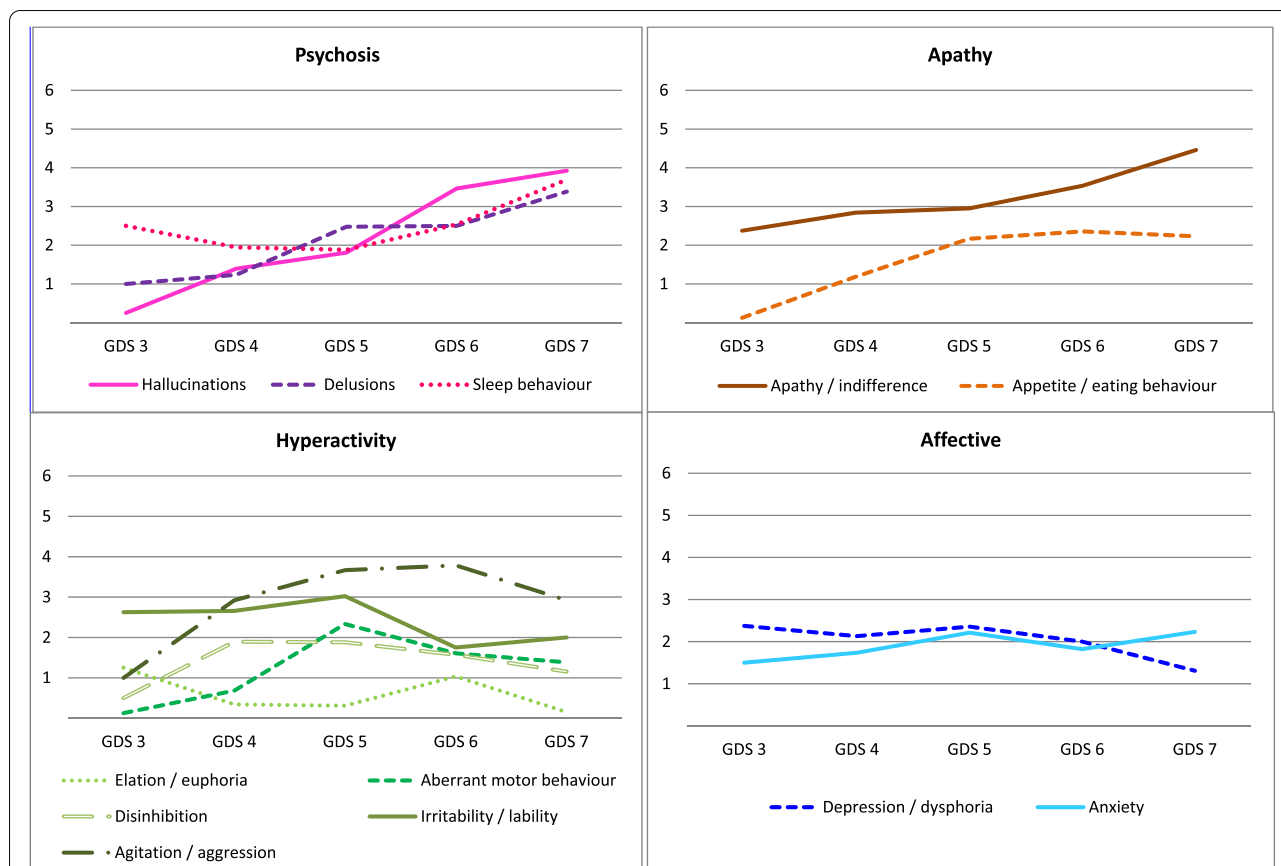 Psychosis
6
5
4
3
2
1
GDS 3 GDS 4 GDS 5 GDS 6 GDS 7
Hallucinations Delusions Sleep behaviour
Apathy
6
5
4
3
2
1
GDS 3 GDS 4 GDS 5 GDS 6 GDS 7
Apathy / indifference Appetite / eating behaviour
Hyperactivity
6
5
4
3
2
1
GDS 3 GDS 4 GDS 5 GDS 6 GDS 7
Elation / euphoria Aberrant motor behaviour
Disinhibition Irritability / lability
Agitation / aggression
Affective
6
5
4
3
2
1
GDS 3 GDS 4 GDS 5 GDS 6 GDS 7
Depression / dysphoria Anxiety